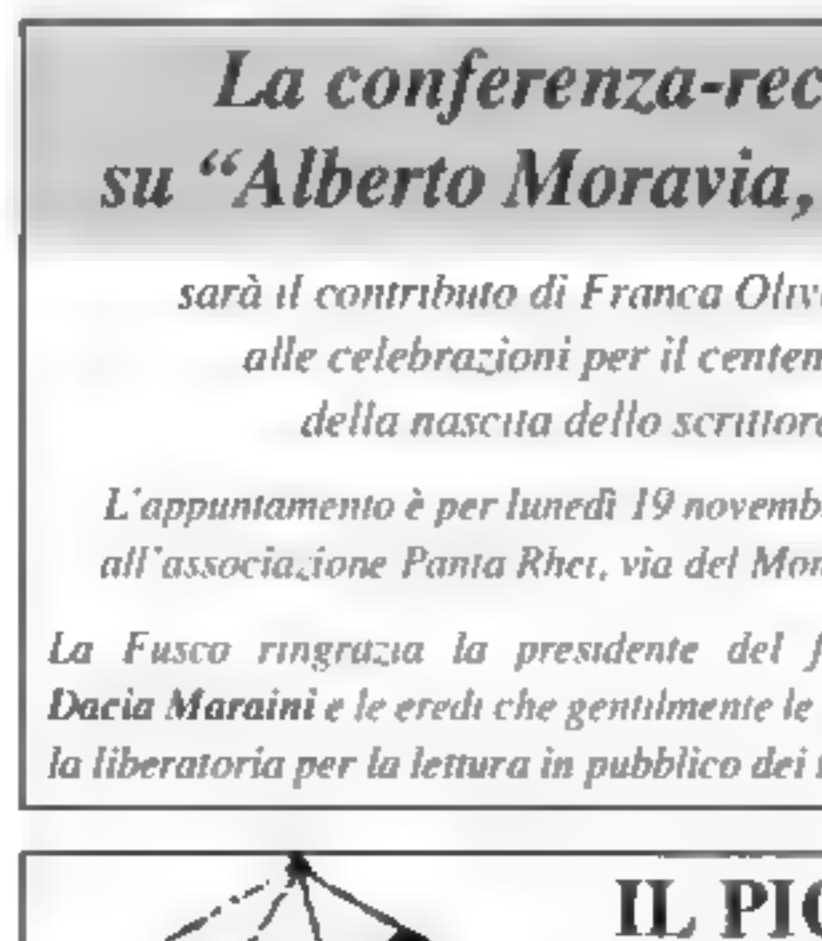 La conferenza-rec
su “Alberto Moravia,
sarà il contributo di Franca Oliv
alle celebrazioni per il centen
della nascita dello scrittore
L'appuntamento è per lunedì 19 novemb
all'associazione Panta Rhei, via del Mon
La Fusco ringrazia la presidente del f
Dacia Maraini e le eredi che gentilmente le
la liberatoria per la lettura in pubblico dei t
IL PIC